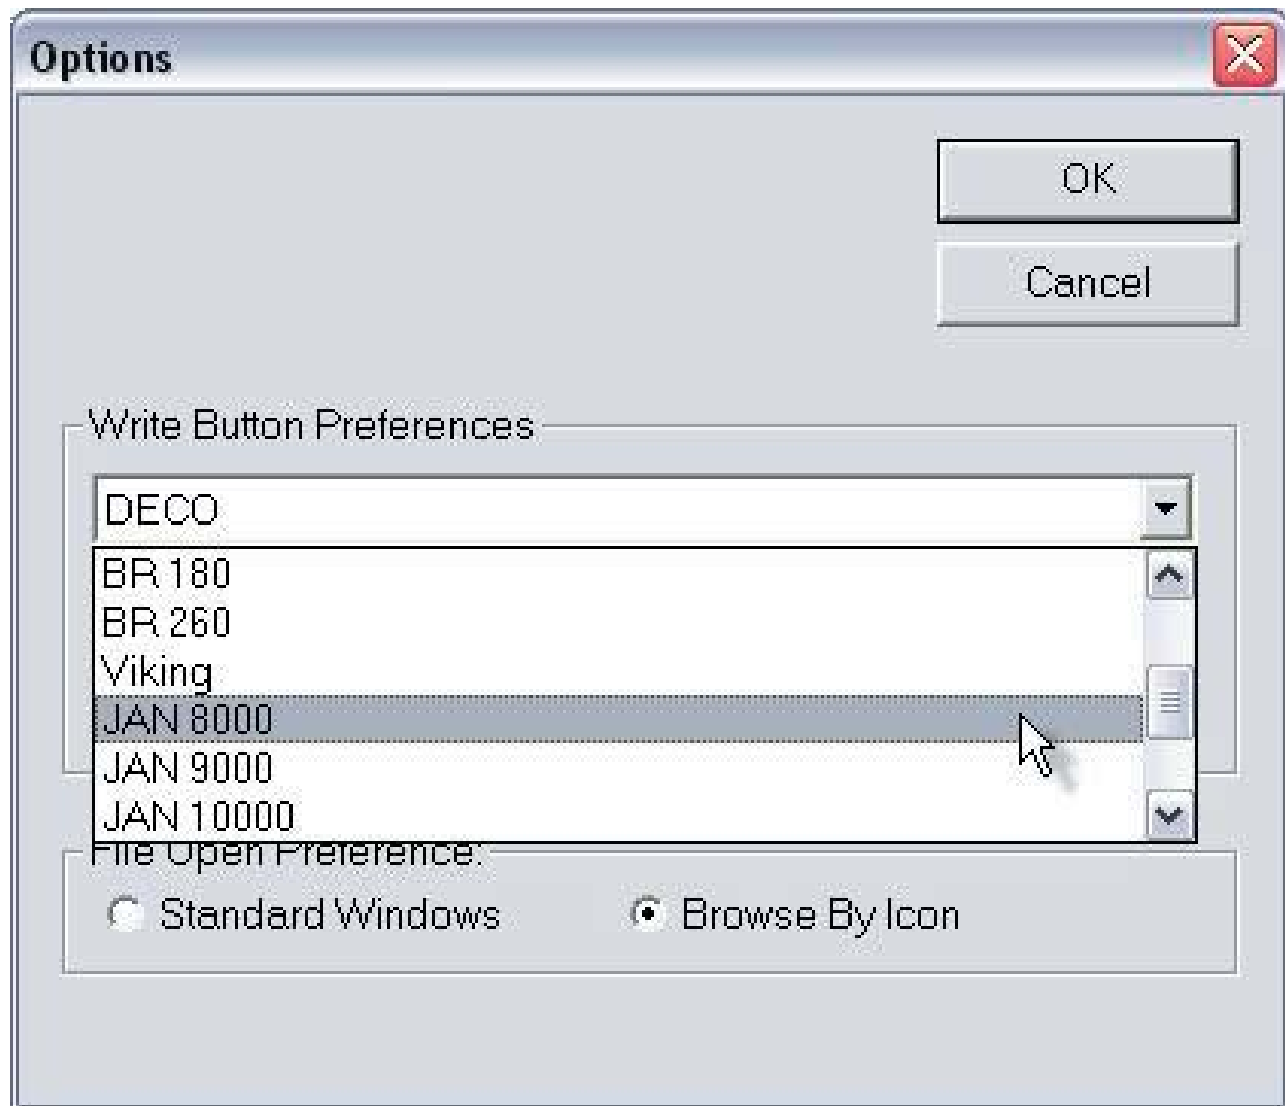 Options
OK
Cancel
Write Button Preferences
DECO
BR 180
BR 260
Viking
JAN 8000
JAN 9000
JAN 10000
File Open Preference:
Standard Windows
Browse By Icon